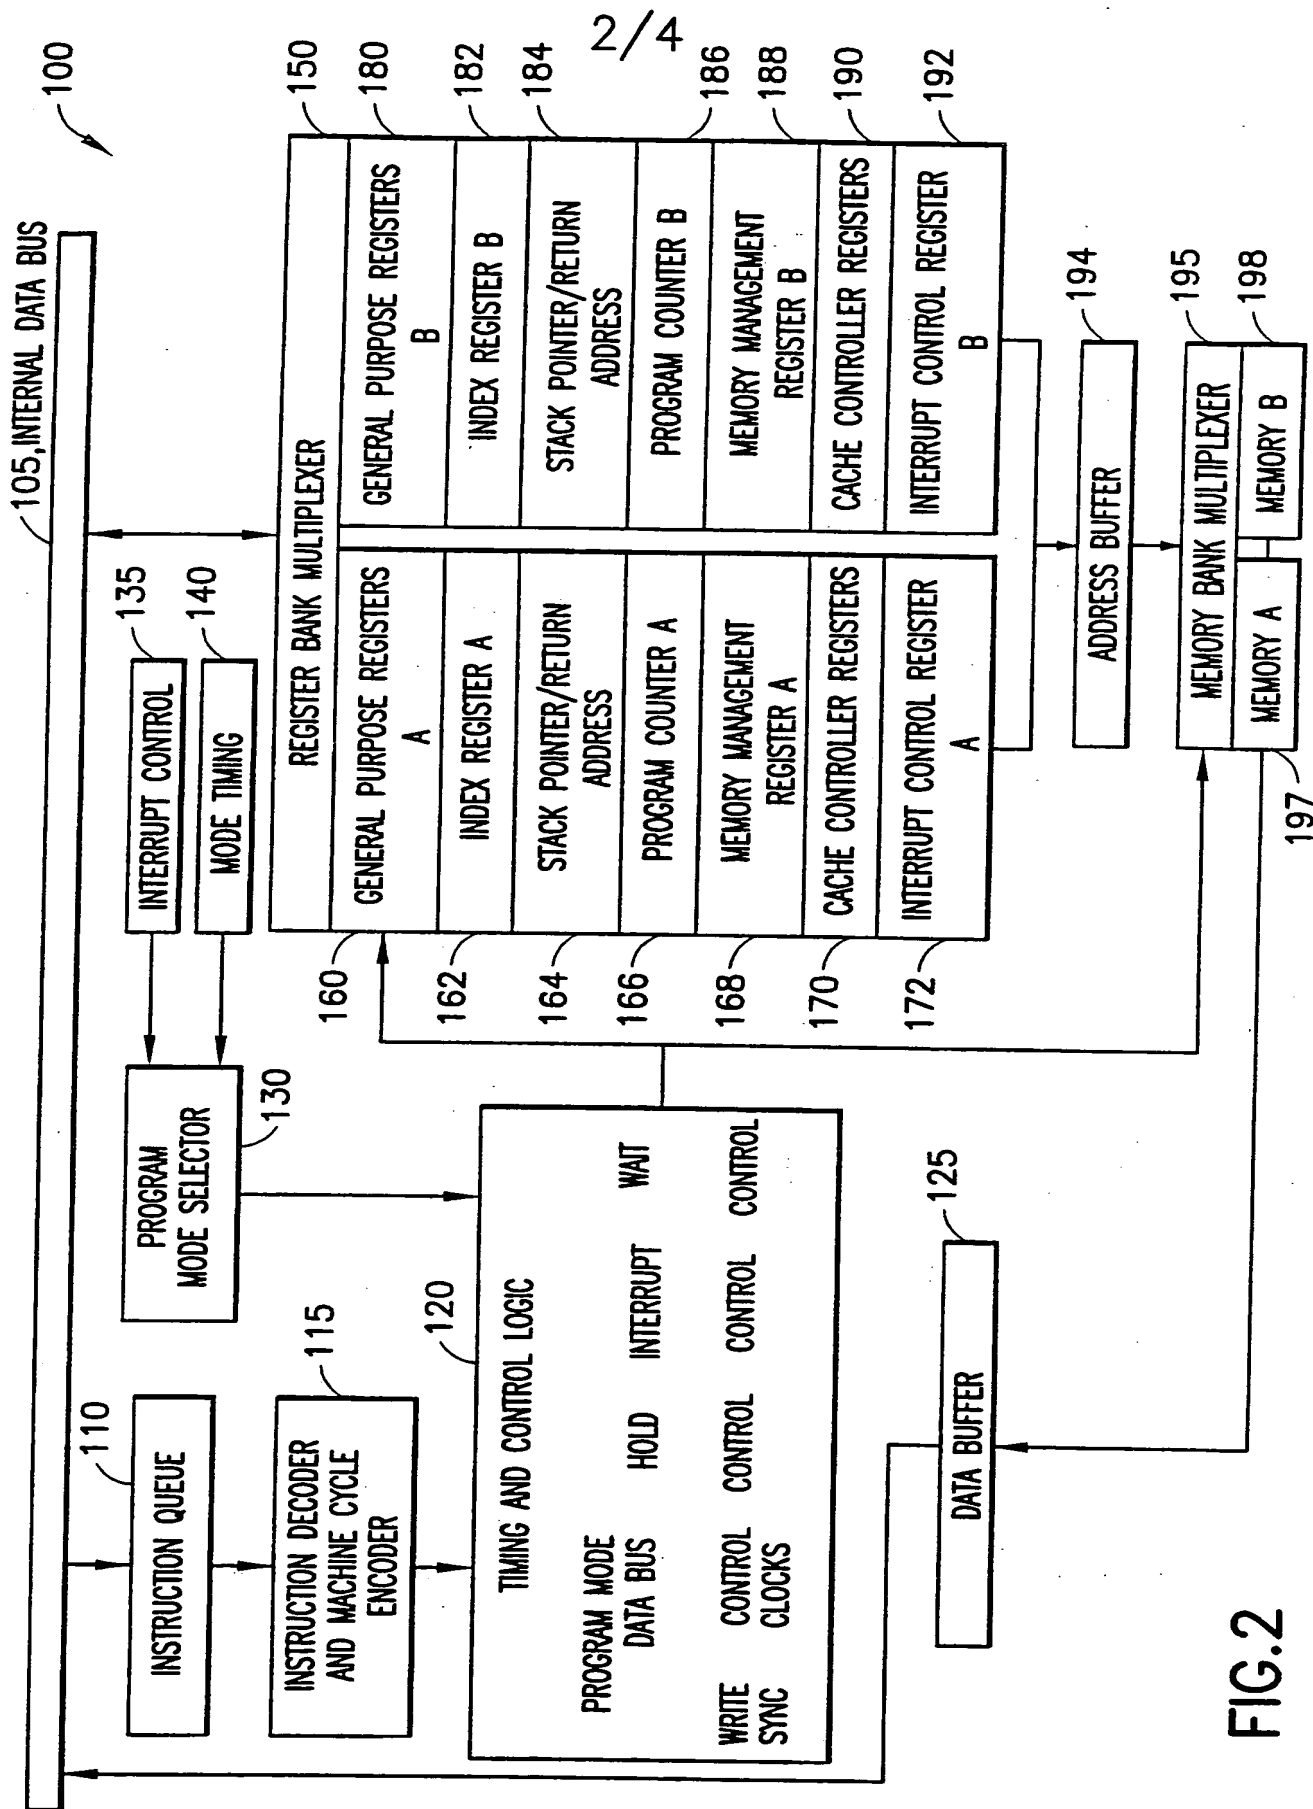 2/4
100
105,INTERNAL DATA BUS
110
INSTRUCTION QUEUE
115
INSTRUCTION DECODER
AND MACHINE CYCLE
ENCODER
PROGRAM
MODE SELECTOR
130
INTERRUPT CONTROL
135
MODE TIMING
140
120
TIMING AND CONTROL LOGIC
PROGRAM MODE
DATA BUS HOLD INTERRUPT WAIT
WRITE CONTROL CONTROL CONTROL CONTROL
SYNC CLOCKS
125
DATA BUFFER
REGISTER BANK MULTIPLEXER
150
160
GENERAL PURPOSE REGISTERS
A
162
INDEX REGISTER A
164
STACK POINTER/RETURN
ADDRESS
166
PROGRAM COUNTER A
168
MEMORY MANAGEMENT
REGISTER A
170
CACHE CONTROLLER REGISTERS
172
INTERRUPT CONTROL REGISTER
A
GENERAL PURPOSE REGISTERS
B
180
INDEX REGISTER B
182
STACK POINTER/RETURN
ADDRESS
184
PROGRAM COUNTER B
186
MEMORY MANAGEMENT
REGISTER B
188
CACHE CONTROLLER REGISTERS
190
INTERRUPT CONTROL REGISTER
B
192
ADDRESS BUFFER
194
MEMORY BANK MULTIPLEXER
195
MEMORY A
197
MEMORY B
198
FIG.2